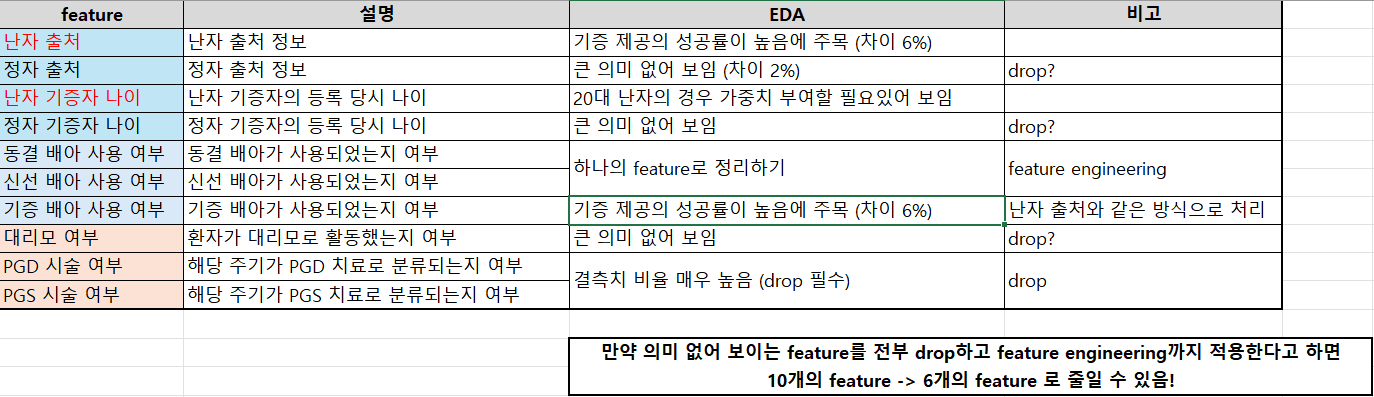 feature 설명 EDA 비고
난자 출처 난자 출처 정보 기증 제공의 성공률이 높음에 주목 (차이 6%)
정자 출처 정자 출처 정보 큰 의미 없어 보임 (차이 2%) drop?
난자 기증자 나이 난자 기증자의 등록 당시 나이 20대 난자의 경우 가중치 부여할 필요있어 보임
정자 기증자 나이 정자 기증자의 등록 당시 나이 큰 의미 없어 보임 drop?
동결 배아 사용 여부 동결 배아가 사용되었는지 여부
하나의 feature로 정리하기 feature engineering
신선 배아 사용 여부 신선 배아가 사용되었는지 여부
기증 배아 사용 여부 기증 배아가 사용되었는지 여부 기증 제공의 성공률이 높음에 주목 (차이 6%) 난자 출처와 같은 방식으로 처리
대리모 여부 환자가 대리모로 활동했는지 여부 큰 의미 없어 보임 drop?
PGD 시술 여부 해당 주기가 PGD 치료로 분류되는지 여부
결측치 비율 매우 높음 (drop 필수) drop
PGS 시술 여부 해당 주기가 PGS 치료로 분류되는지 여부
만약 의미 없어 보이는 feature를 전부 drop하고 feature engineering까지 적용한다고 하면
10개의 feature -> 6개의 feature 로 줄일 수 있음!